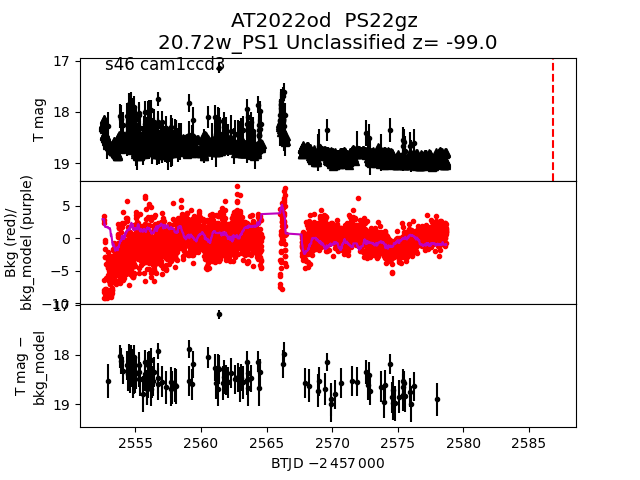 AT2022od  PS22gz
20.72w_PS1 Unclassified z= -99.0
s46 cam1ccd3
17
18
19
T mag
5
0
−5
−10
Bkg (red)/
bkg_model (purple)
17
18
19
T mag −
bkg_model
2555
2560
2565
2570
2575
2580
2585
BTJD −2 457 000